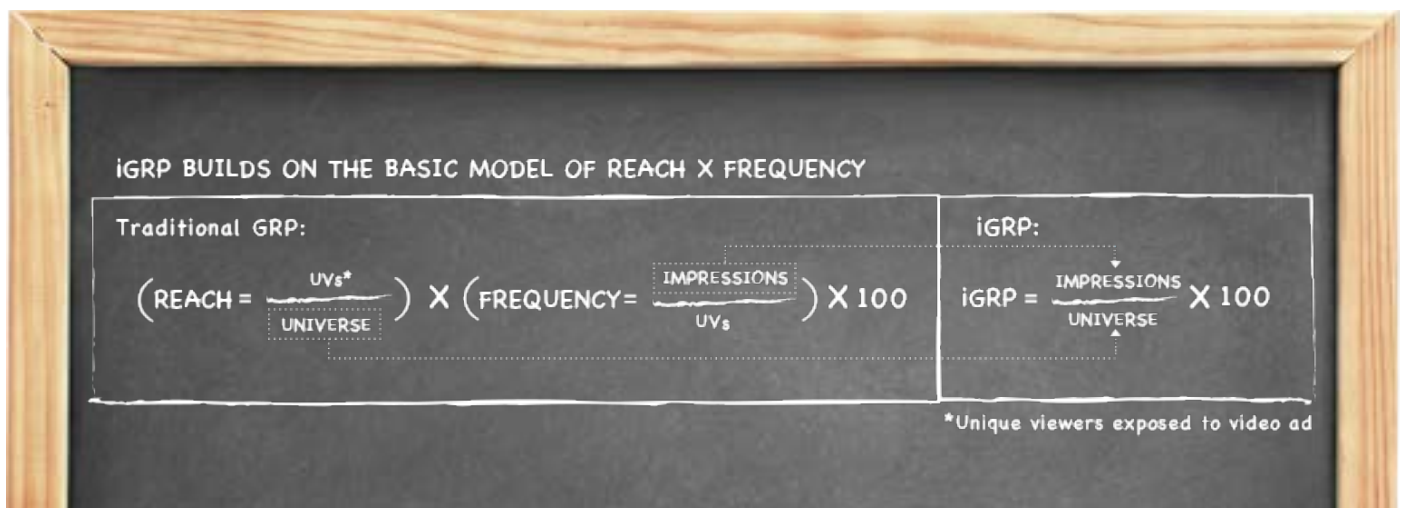 iGRP BUILDS ON THE BASIC MODEL OF REACH X FREQUENCY
Traditional GRP:
(REACH = UVs* / UNIVERSE) X (FREQUENCY = IMPRESSIONS / UVs) X 100
iGRP:
iGRP = IMPRESSIONS / UNIVERSE X 100
*Unique viewers exposed to video ad